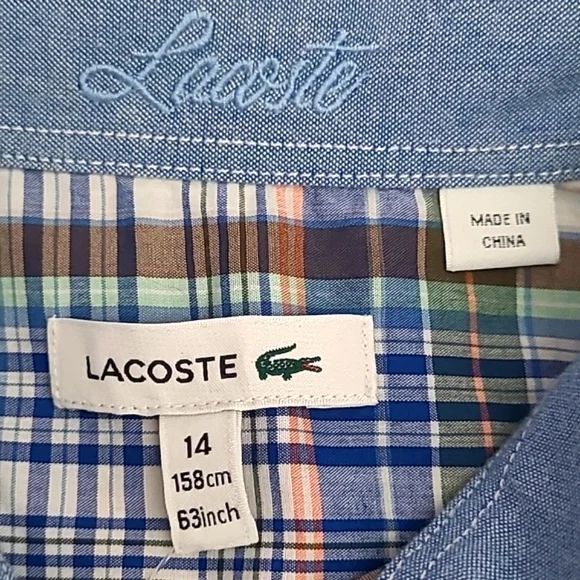 Lacoste
MADE IN
CHINA
LACOSTE
14
158cm
63inch